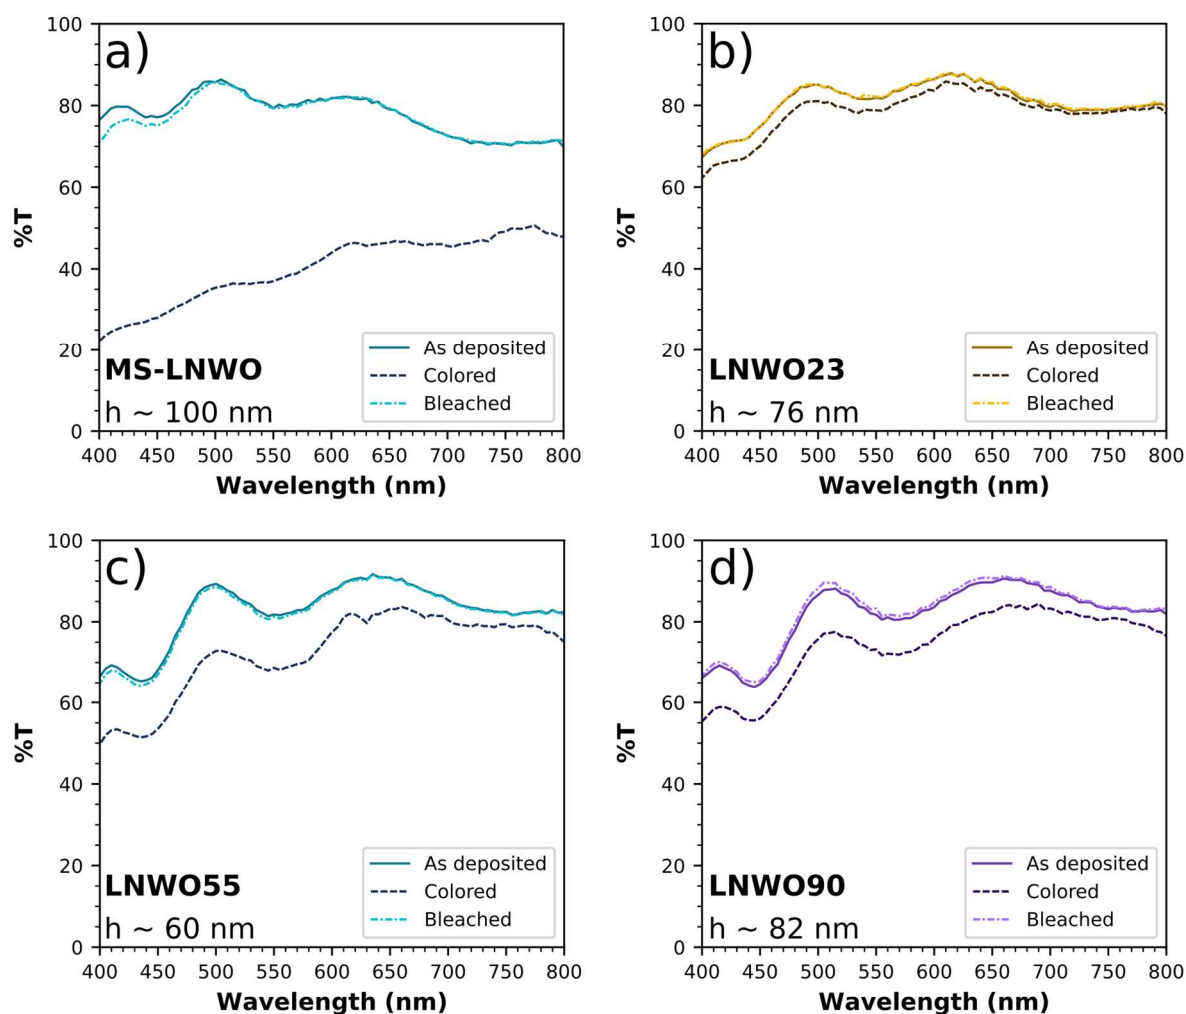 a)
100
80
60
40
20
0
%T
MS-LNWO
h ~ 100 nm
As deposited
Colored
Bleached
400 450 500 550 600 650 700 750 800
Wavelength (nm)
b)
100
80
60
40
20
0
%T
LNWO23
h ~ 76 nm
As deposited
Colored
Bleached
400 450 500 550 600 650 700 750 800
Wavelength (nm)
c)
100
80
60
40
20
0
%T
LNWO55
h ~ 60 nm
As deposited
Colored
Bleached
400 450 500 550 600 650 700 750 800
Wavelength (nm)
d)
100
80
60
40
20
0
%T
LNWO90
h ~ 82 nm
As deposited
Colored
Bleached
400 450 500 550 600 650 700 750 800
Wavelength (nm)